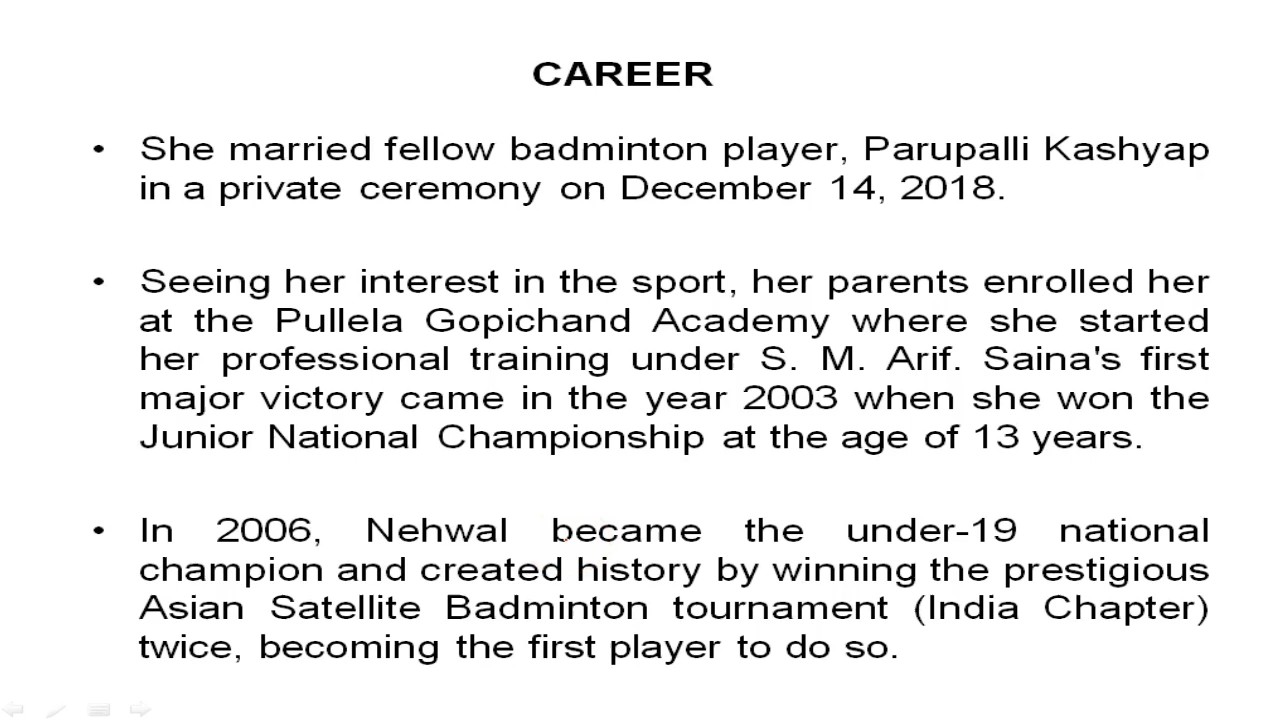 CAREER
• She married fellow badminton player, Parupalli Kashyap
in a private ceremony on December 14, 2018.
• Seeing her interest in the sport, her parents enrolled her
at the Pullela Gopichand Academy where she started
her professional training under S. M. Arif. Saina's first
major victory came in the year 2003 when she won the
Junior National Championship at the age of 13 years.
• In 2006, Nehwal became the under-19 national
champion and created history by winning the prestigious
Asian Satellite Badminton tournament (India Chapter)
twice, becoming the first player to do so.